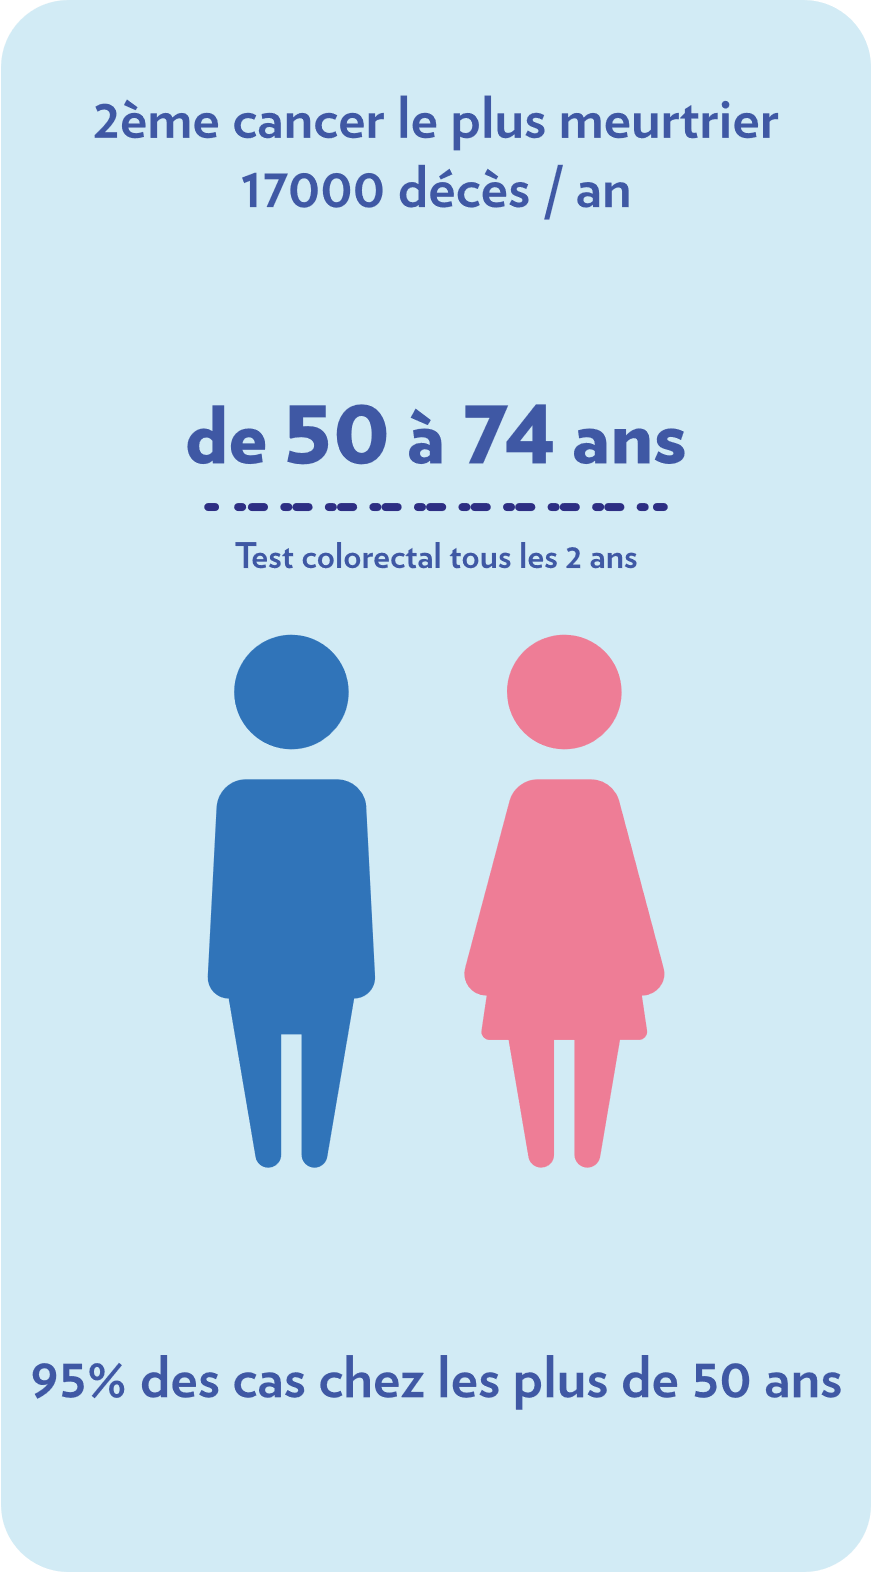 2ème cancer le plus meurtrier
17000 décès / an
de 50 à 74 ans
Test colorectal tous les 2 ans
95% des cas chez les plus de 50 ans